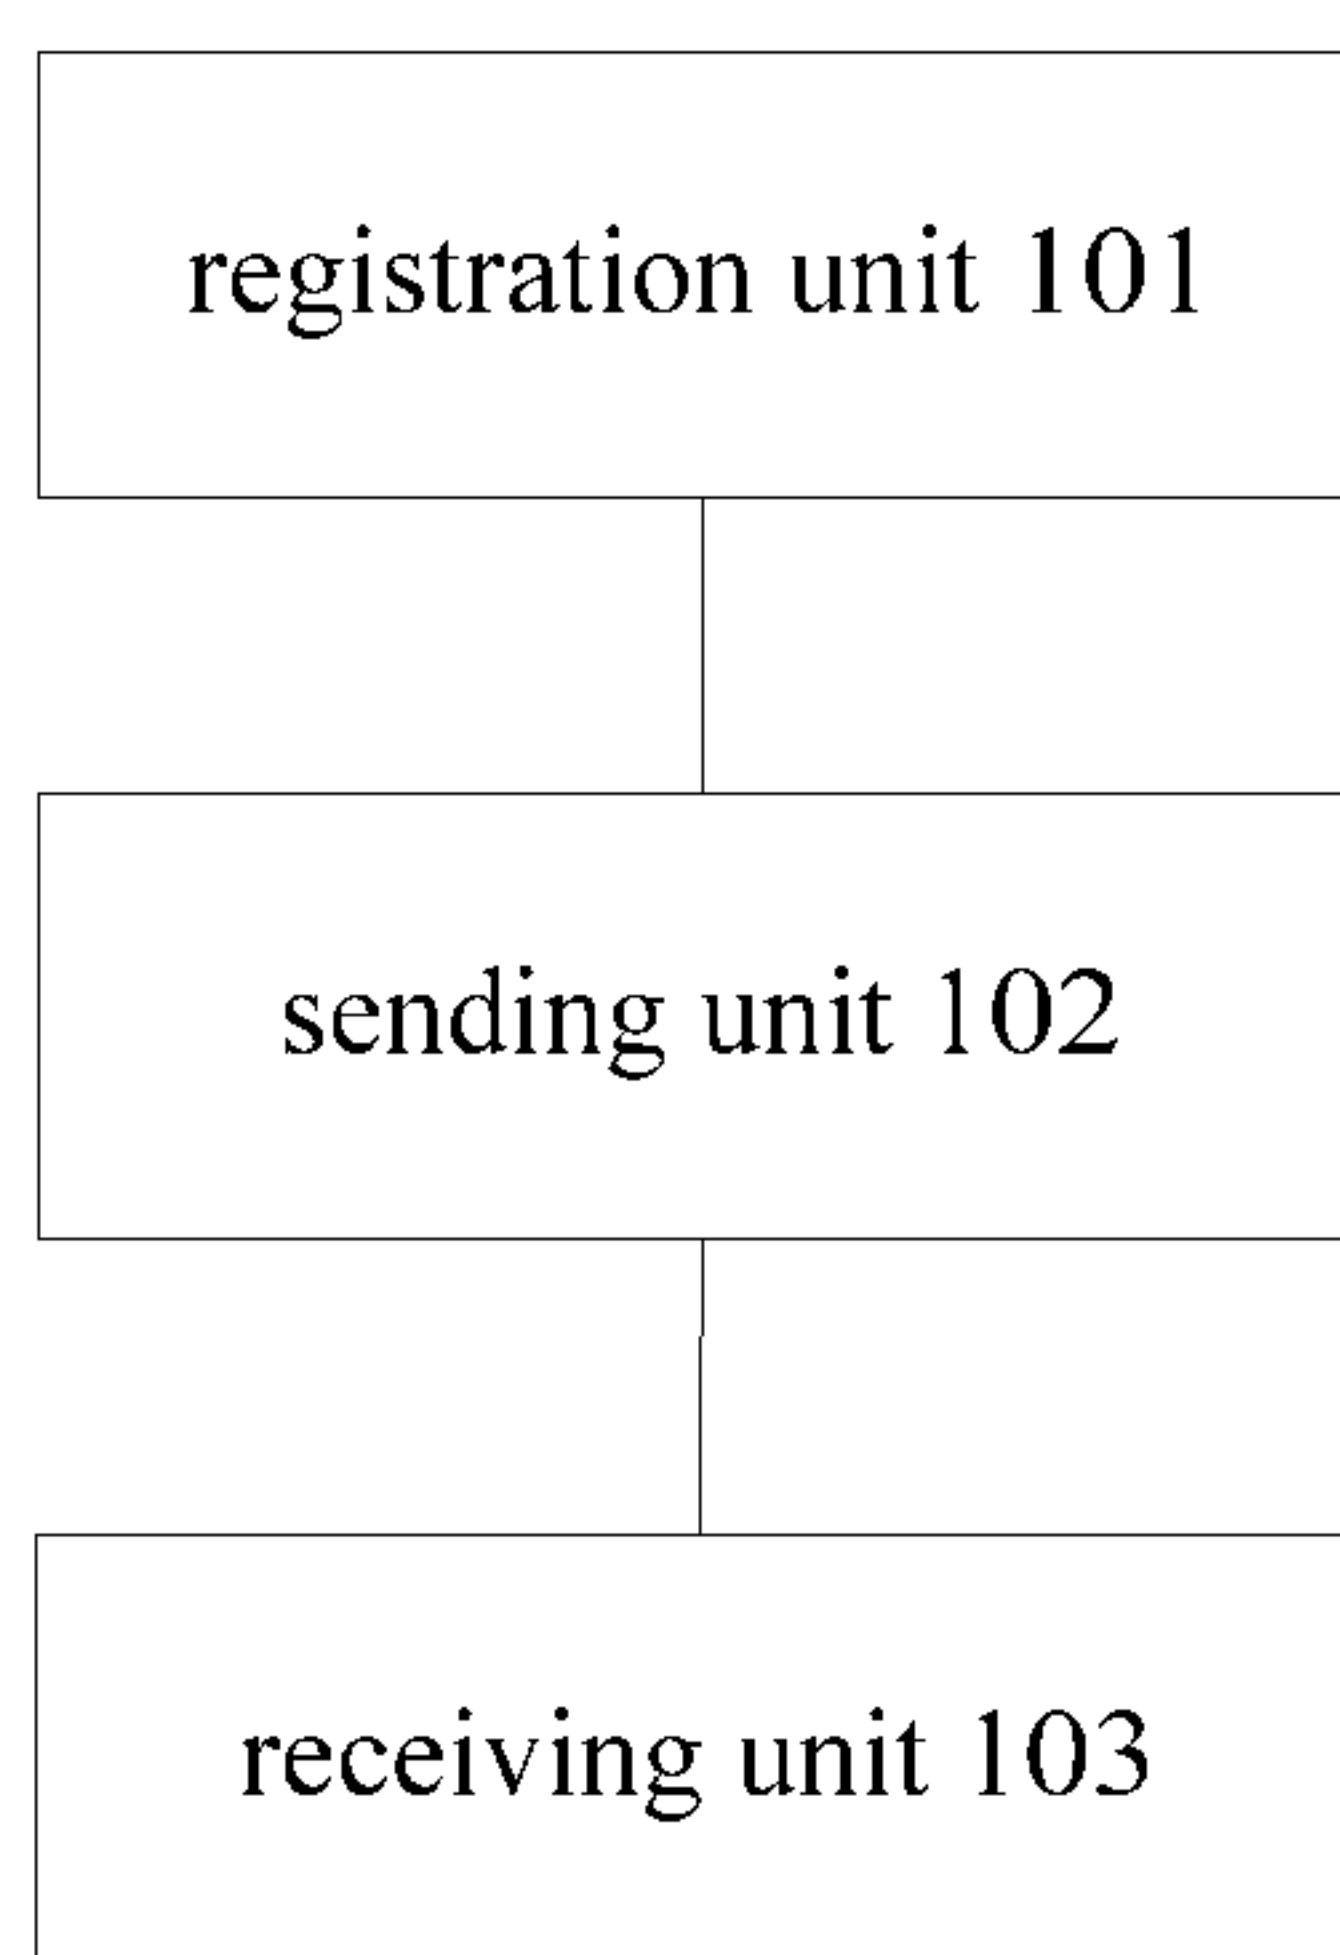 registration unit 101
sending unit 102
receiving unit 103